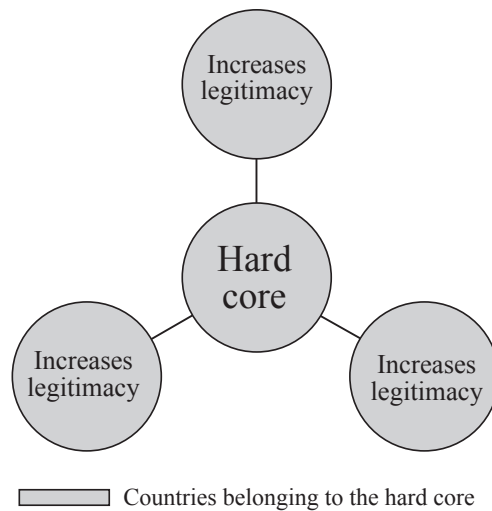 Increases
legitimacy
Hard
core
Increases
legitimacy
Increases
legitimacy
Countries belonging to the hard core